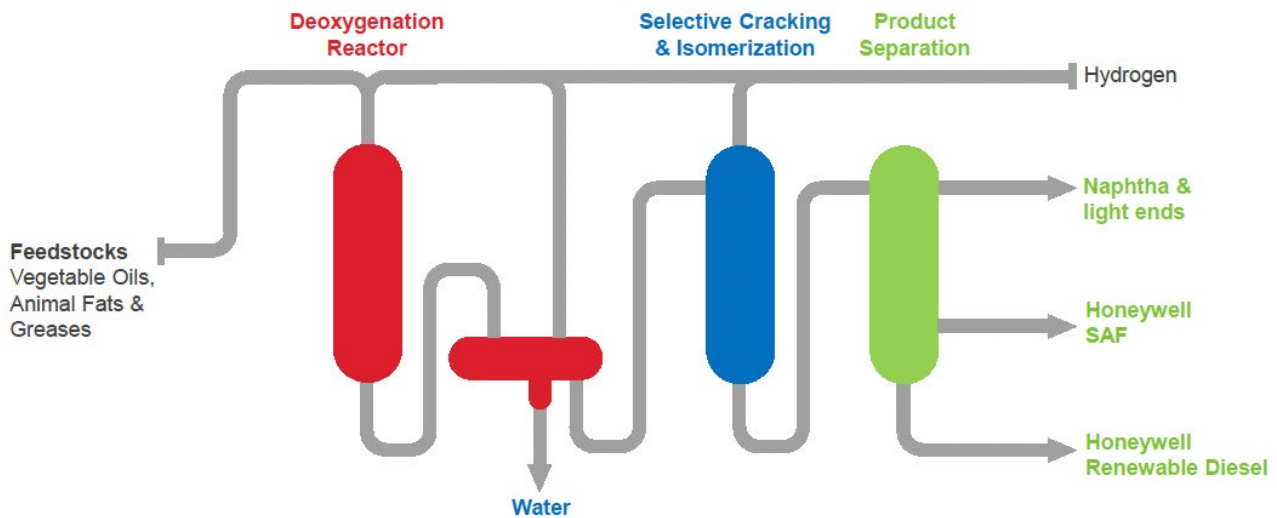 Deoxygenation
Reactor
Selective Cracking
& Isomerization
Product
Separation
Hydrogen
Naphtha &
light ends
Feedstocks
Vegetable Oils,
Animal Fats &
Greases
Honeywell
SAF
Honeywell
Renewable Diesel
Water